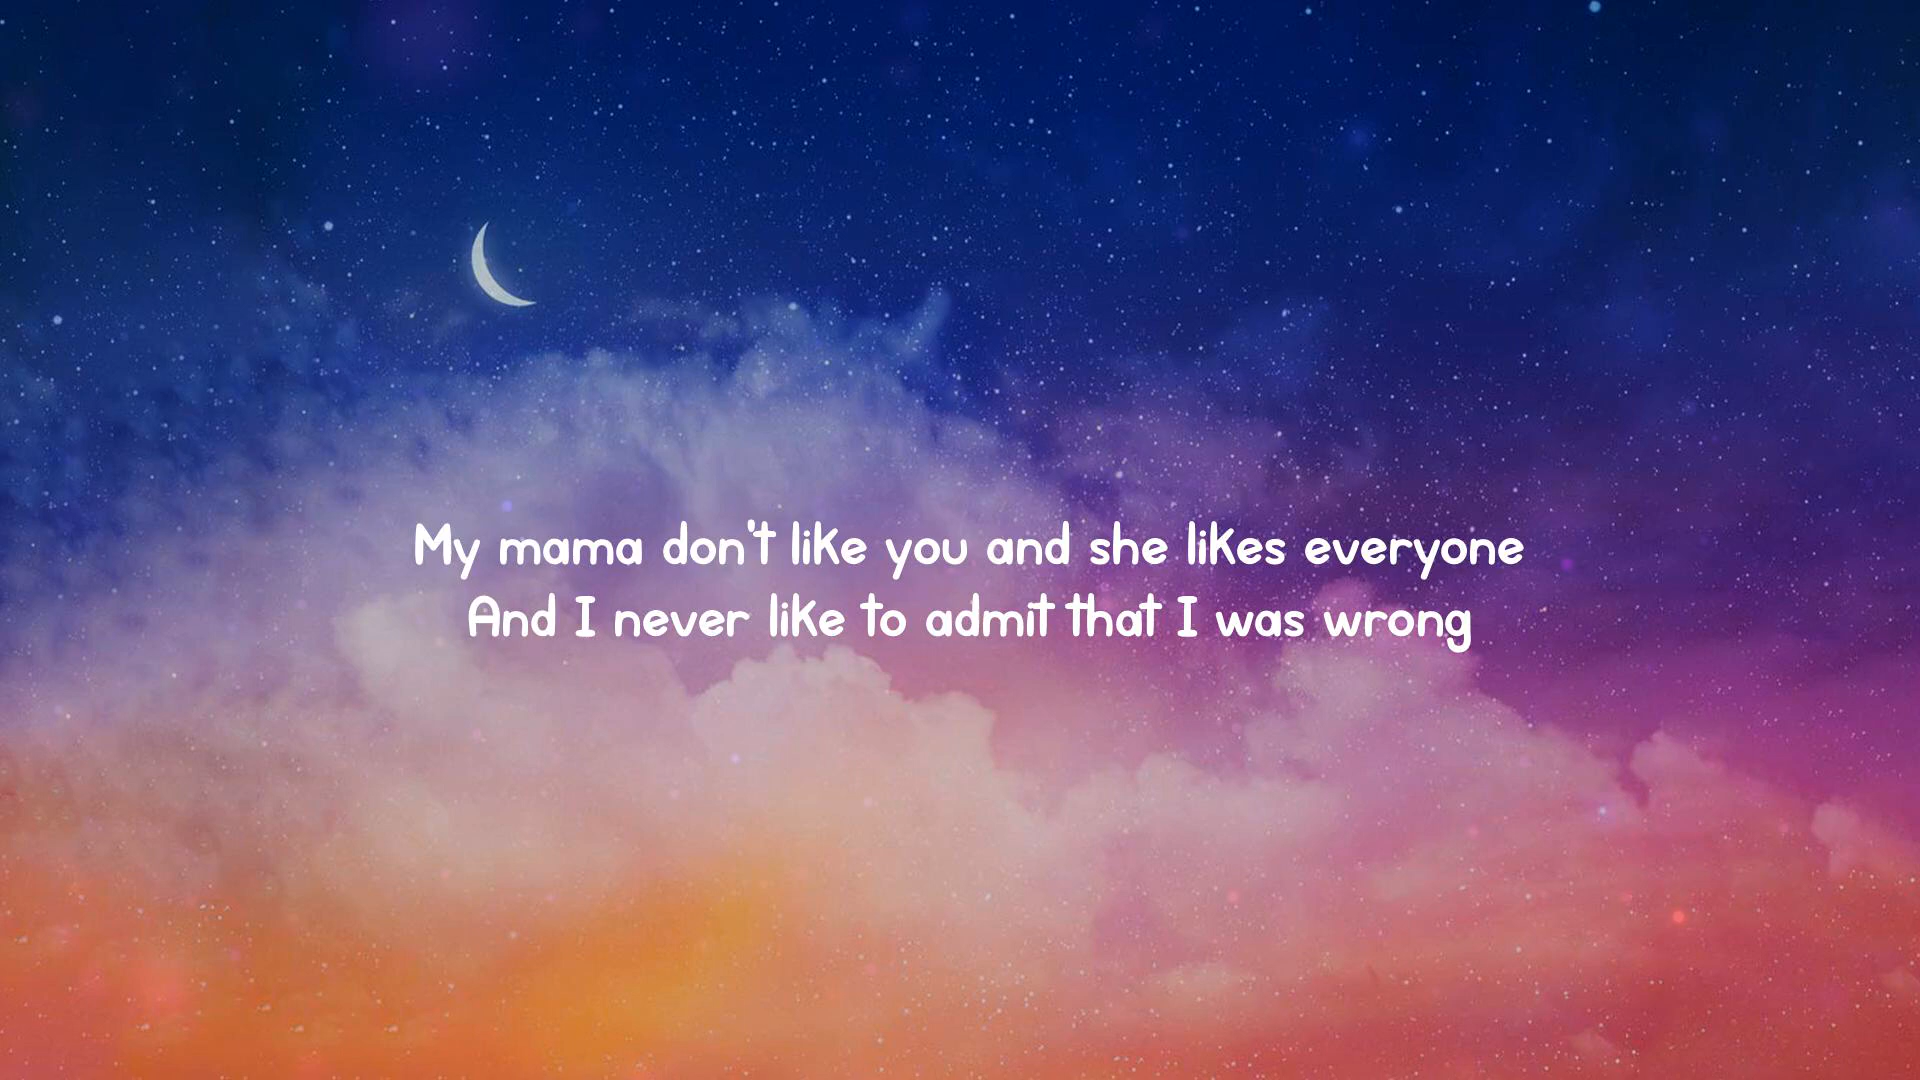 My mama don't like you and she likes everyone
And I never like to admit that I was wrong